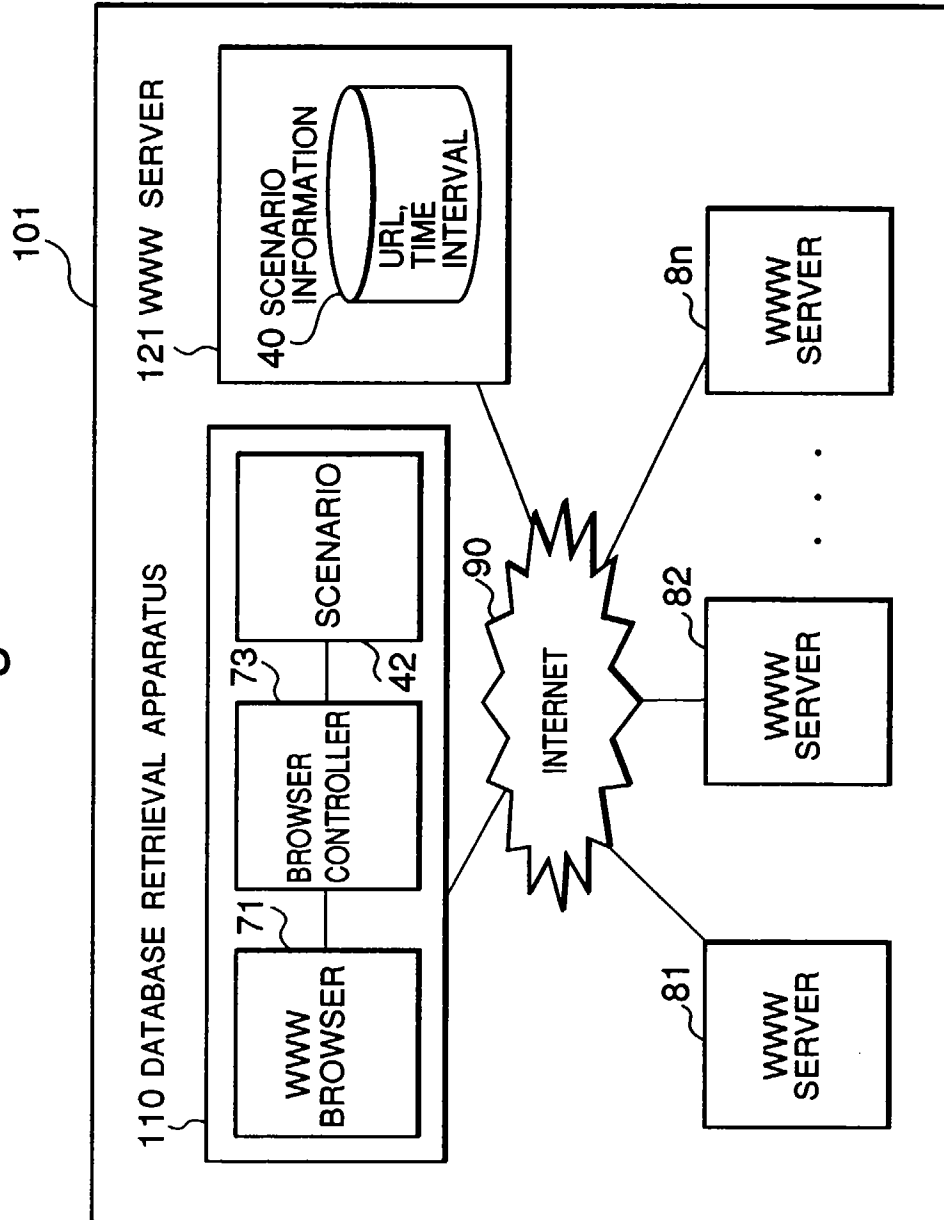 101
110 DATABASE RETRIEVAL APPARATUS
121 WWW SERVER
71
WWW
BROWSER
73
BROWSER
CONTROLLER
42
SCENARIO
40 SCENARIO
INFORMATION
URL,
TIME
INTERVAL
90
INTERNET
81
WWW
SERVER
82
WWW
SERVER
. . .
8n
WWW
SERVER